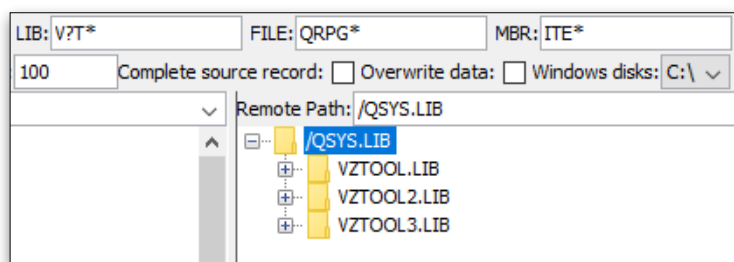 LIB: V?T* FILE: QRPG* MBR: ITE*
100 Complete source record: Overwrite data: Windows disks: C:\
Remote Path: /QSYS.LIB
/QSYS.LIB
VZTOOL.LIB
VZTOOL2.LIB
VZTOOL3.LIB